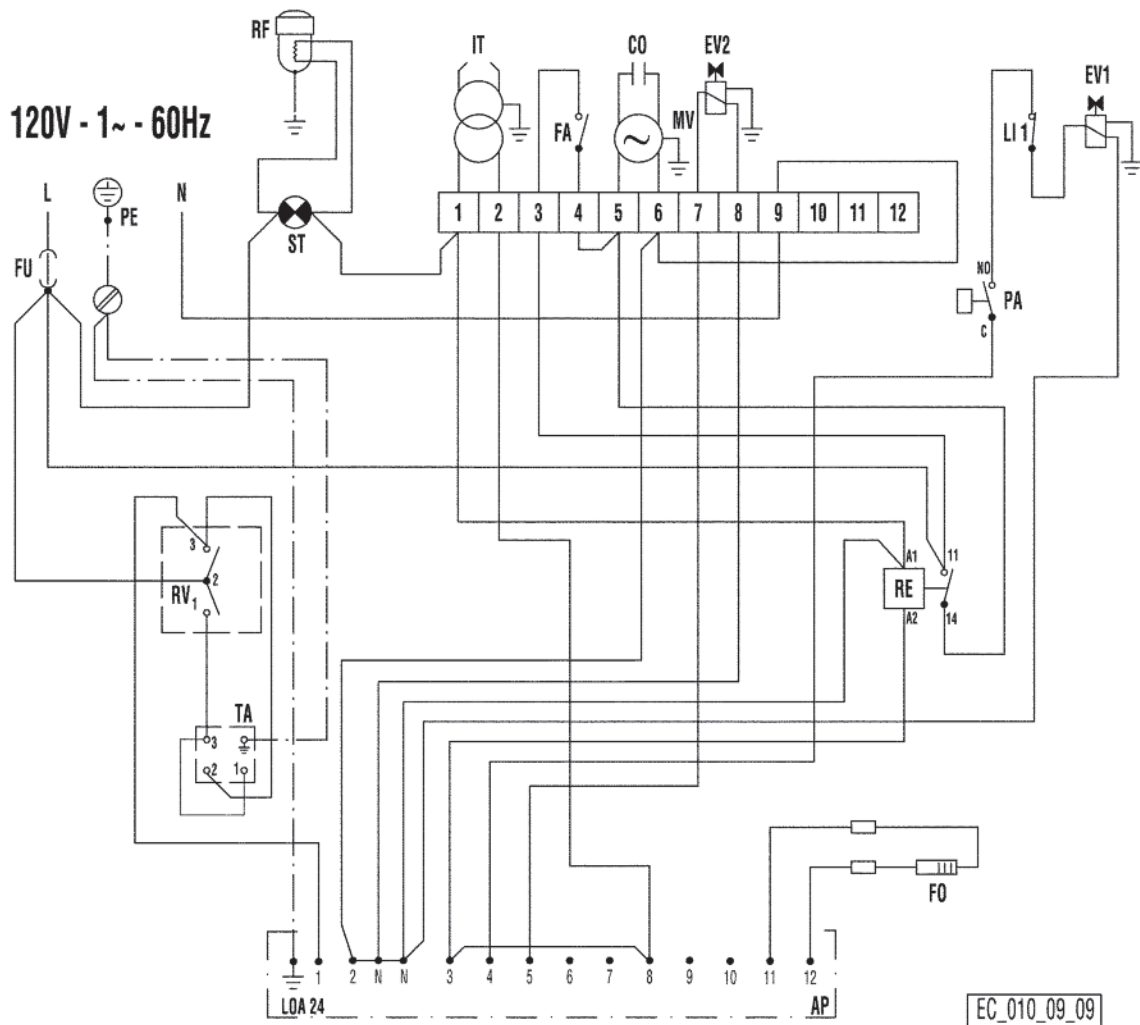 RF IT CO EV2 EV1
120V - 1~ - 60Hz
FA MV LI 1
L PE N
1 2 3 4 5 6 7 8 9 10 11 12
ST
FU
NO
PA
C
3
2
RV 1
A1 11
RE
A2 14
TA
3
2 1
FO
1 2 N N 3 4 5 6 7 8 9 10 11 12
LOA 24 AP
EC_010_09_09